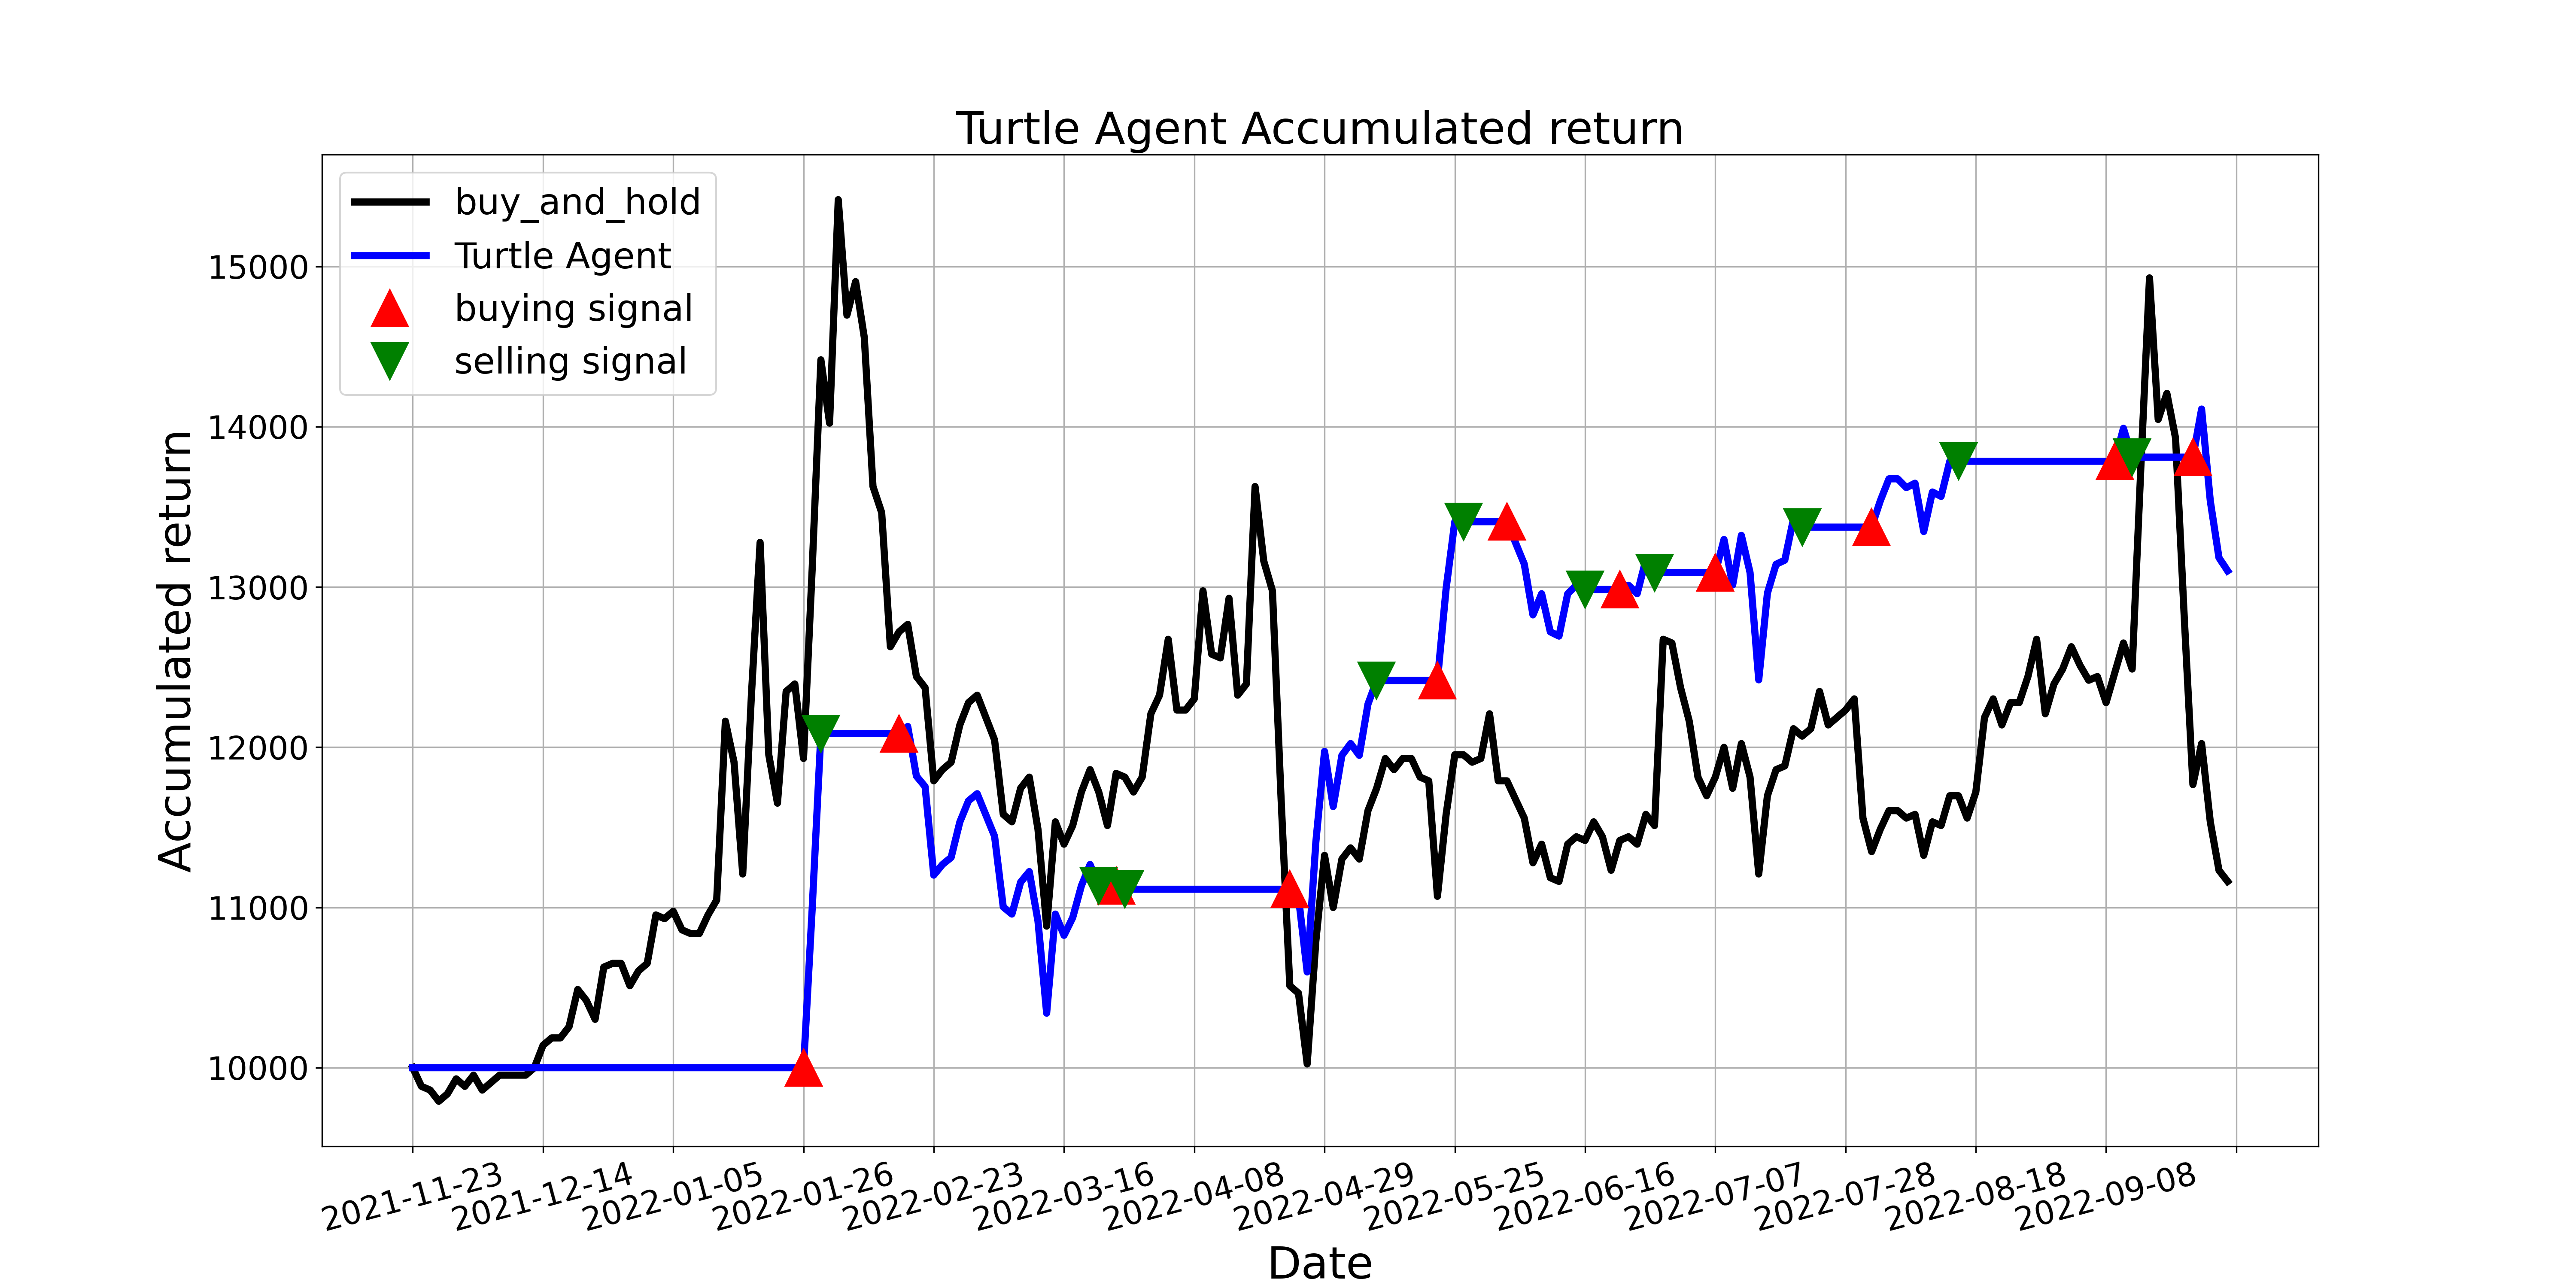 Turtle Agent Accumulated return
buy_and_hold
Turtle Agent
buying signal
selling signal
Accumulated return
15000
14000
13000
12000
11000
10000
2021-11-23
2021-12-14
2022-01-05
2022-01-26
2022-02-23
2022-03-16
2022-04-08
2022-04-29
2022-05-25
2022-06-16
2022-07-07
2022-07-28
2022-08-18
2022-09-08
Date